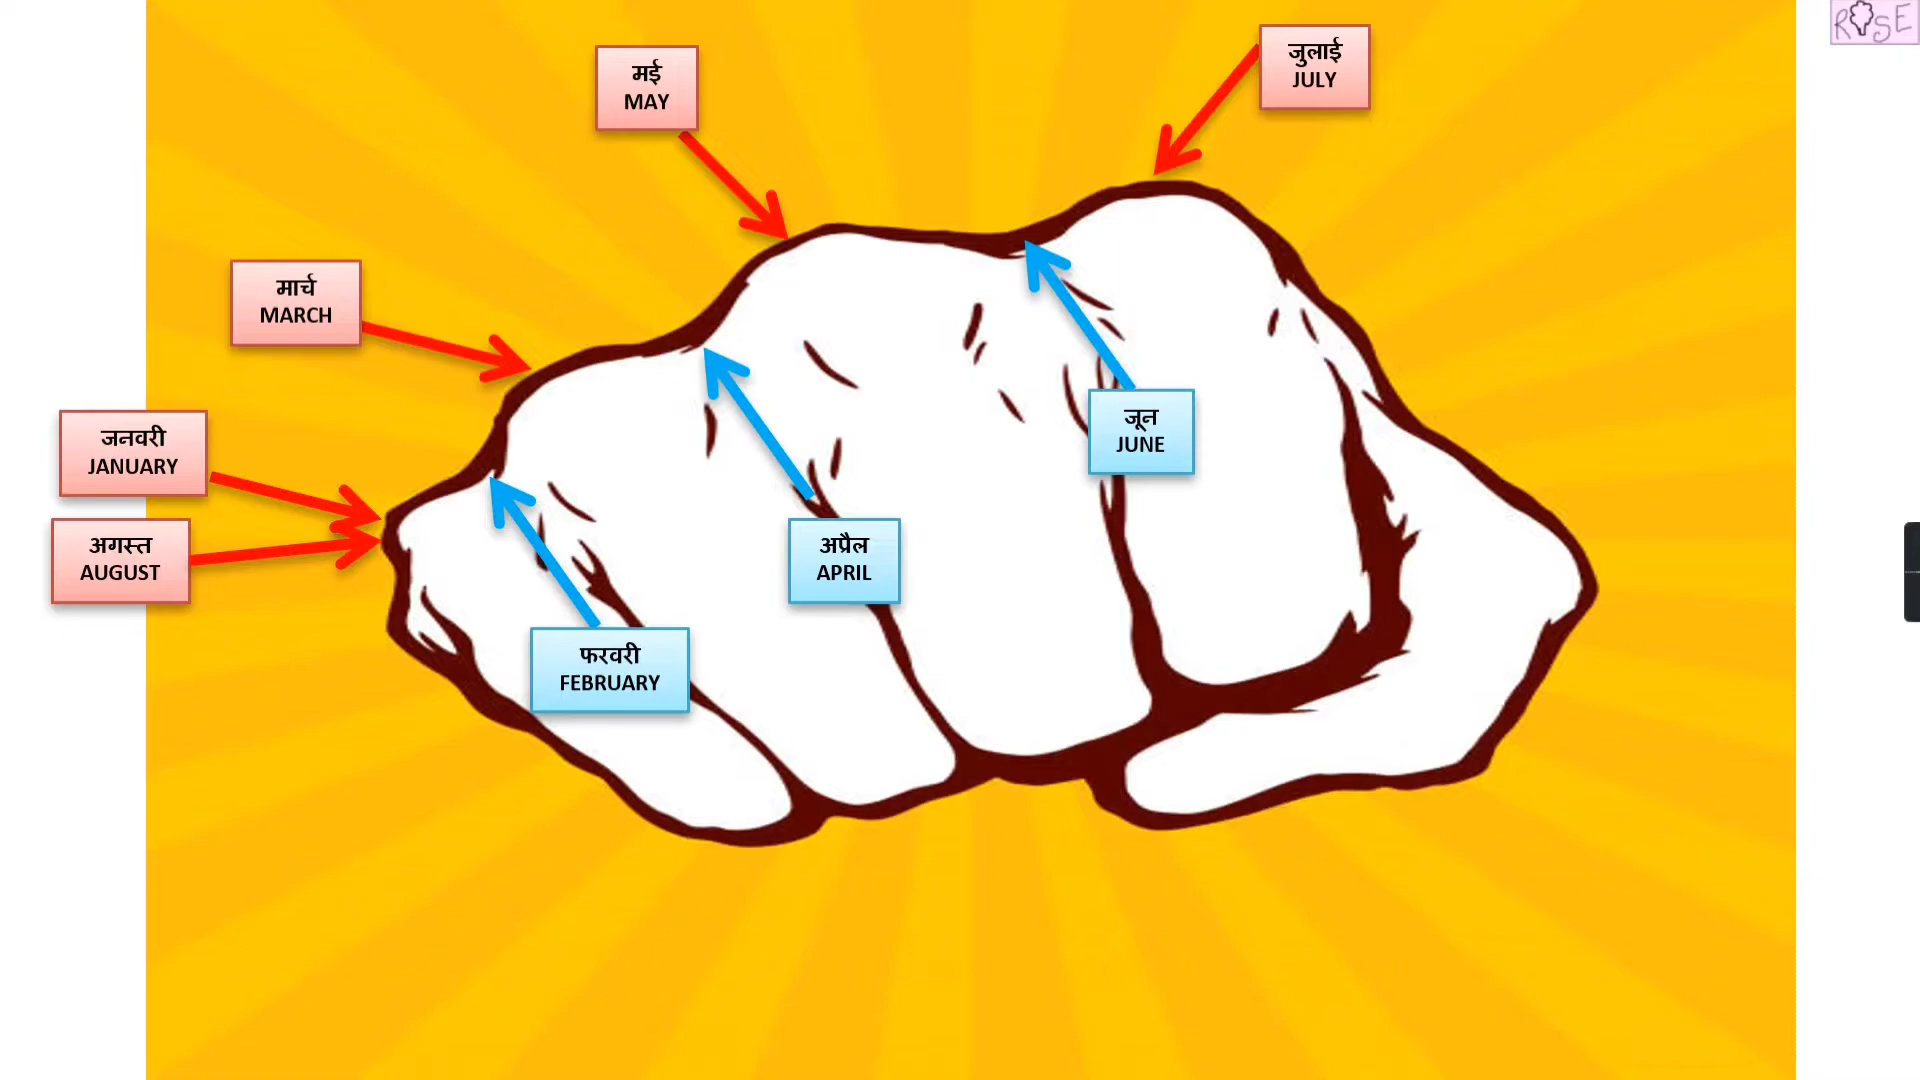 मई
MAY
जुलाई
JULY
मार्च
MARCH
जनवरी
JANUARY
अगस्त
AUGUST
जून
JUNE
अप्रैल
APRIL
फरवरी
FEBRUARY
ROSE